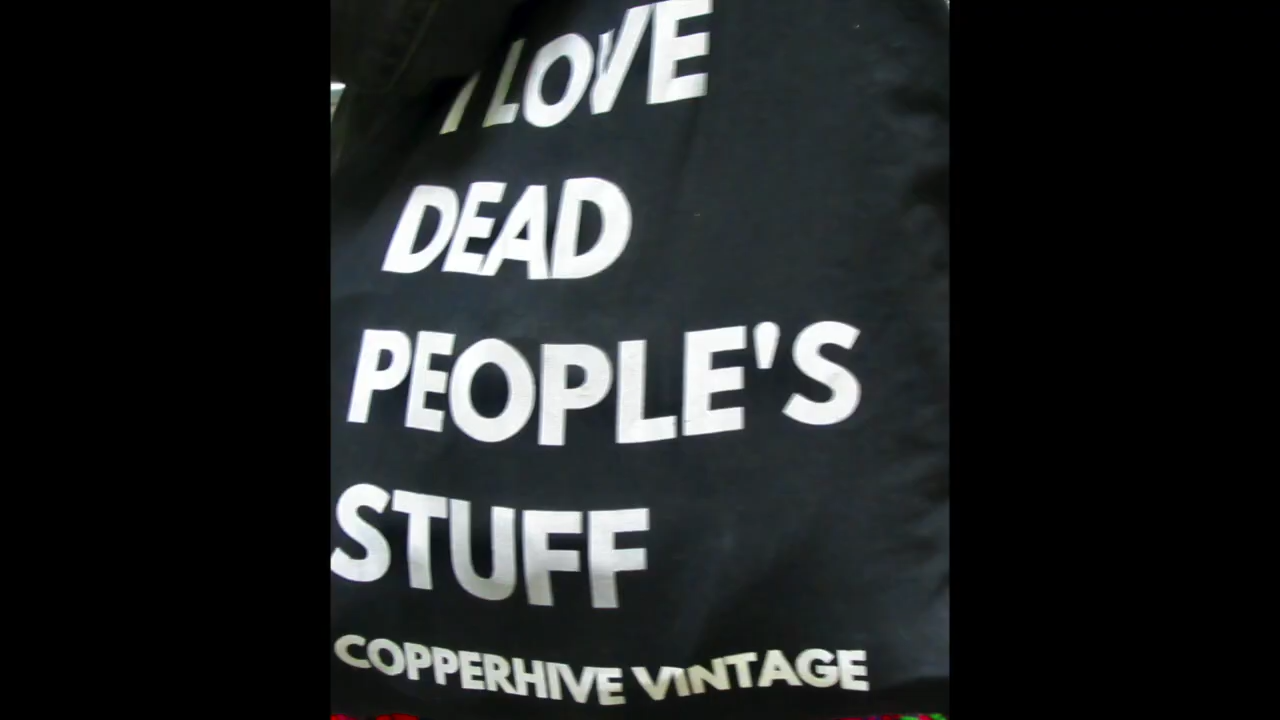 I LOVE
DEAD
PEOPLE'S
STUFF
COPPERHIVE VINTAGE